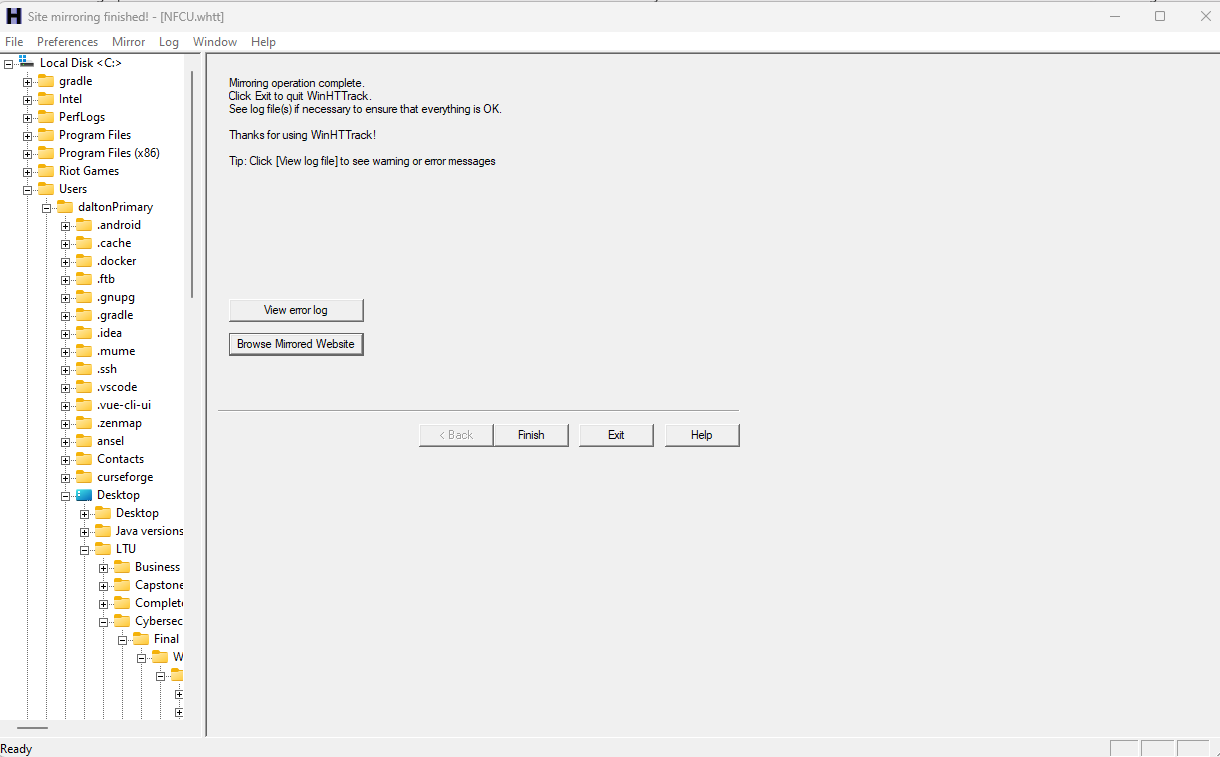 Site mirroring finished! - [NFCU.whtt]
File Preferences Mirror Log Window Help
Local Disk <C:>
gradle
Intel
PerfLogs
Program Files
Program Files (x86)
Riot Games
Users
daltonPrimary
.android
.cache
.docker
.ftb
.gnupg
.gradle
.idea
.mume
.ssh
.vscode
.vue-cli-ui
.zenmap
ansel
Contacts
curseforge
Desktop
Desktop
Java versions
LTU
Business
Capstone
Complete
Cybersec
Final
W
Mirroring operation complete.
Click Exit to quit WinHTTrack.
See log file(s) if necessary to ensure that everything is OK.
Thanks for using WinHTTrack!
Tip: Click [View log file] to see warning or error messages
View error log
Browse Mirrored Website
< Back Finish Exit Help
Ready